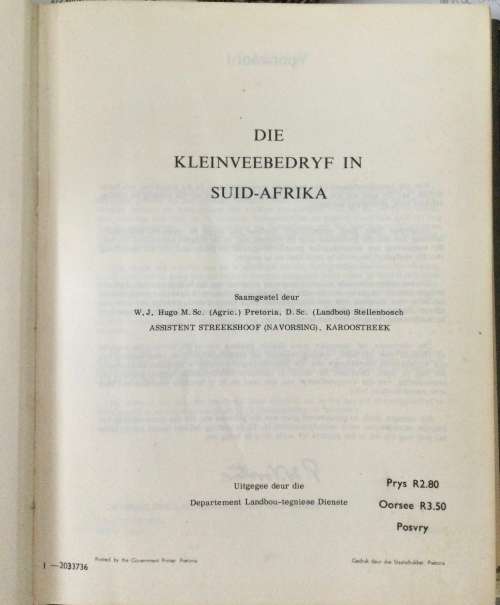 DIE
KLEINVEEBEDRYF IN
SUID-AFRIKA
Saamgestel deur
W.J. Hugo M.Sc. (Agric.) Pretoria, D.Sc. (Landbou) Stellenbosch
ASSISTENT STREEKSHOOF (NAVORSING), KAROOSTREEK
Uitgegee deur die
Departement Landbou-tegniese Dienste
Prys R2.80
Oorsee R3.50
Posvry
Printed by the Government Printer, Pretoria
Gedruk deur die Staatsdrukker, Pretoria
1 —2033736